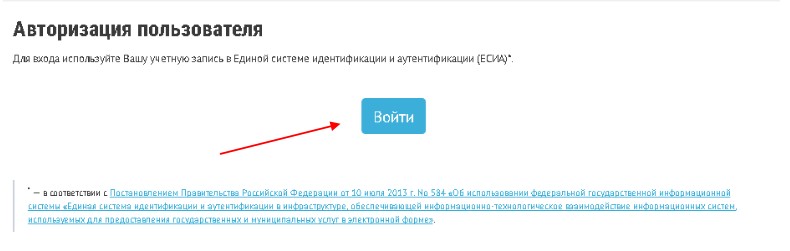 Авторизация пользователя
Для входа используйте Вашу учетную запись в Единой системе идентификации и аутентификации (ЕСИА)*.
Войти
* — в соответствии с Постановлением Правительства Российской Федерации от 10 июля 2013 г. No 584 «Об использовании федеральной государственной информационной
системы «Единая система идентификации и аутентификации в инфраструктуре, обеспечивающей информационно-технологическое взаимодействие информационных систем,
используемых для предоставления государственных и муниципальных услуг в электронной форме».